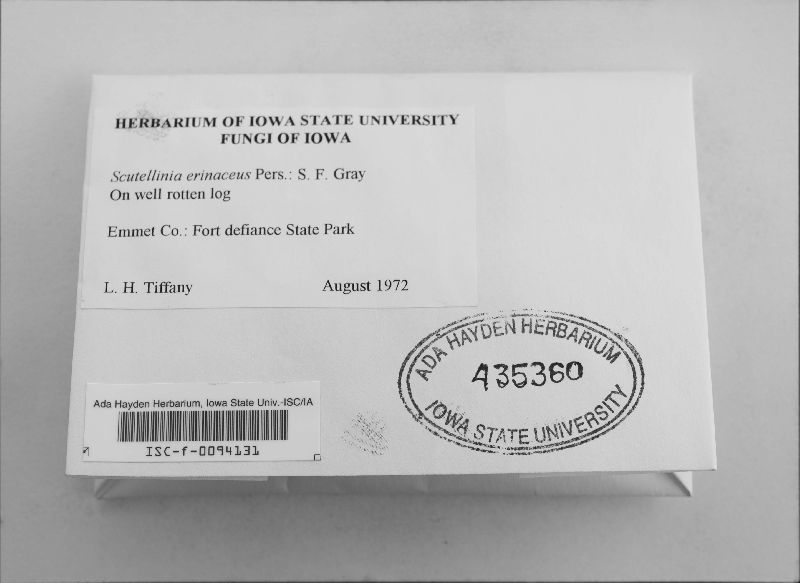 HERBARIUM OF IOWA STATE UNIVERSITY
FUNGI OF IOWA
Scutellinia erinaceus Pers.: S. F. Gray
On well rotten log
Emmet Co.: Fort defiance State Park
L. H. Tiffany August 1972
ADA HAYDEN HERBARIUM
435360
IOWA STATE UNIVERSITY
Ada Hayden Herbarium, Iowa State Univ.-ISC/IA
ISC-f-0094131